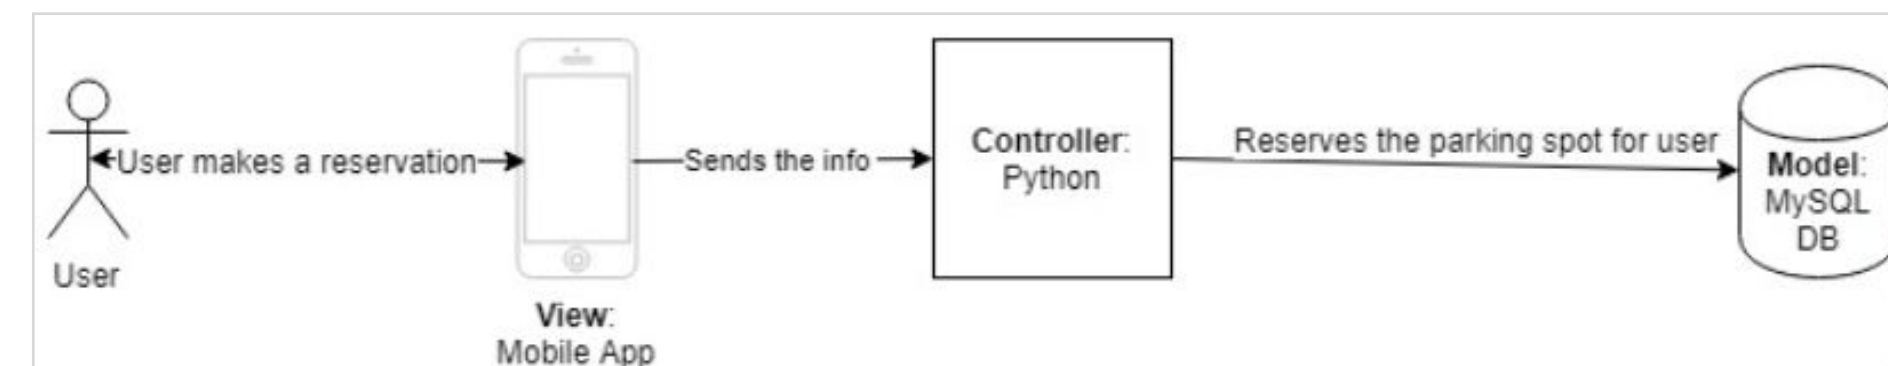 User makes a reservation
Sends the info
Controller:
Python
Reserves the parking spot for user
Model:
MySQL
DB
User
View:
Mobile App